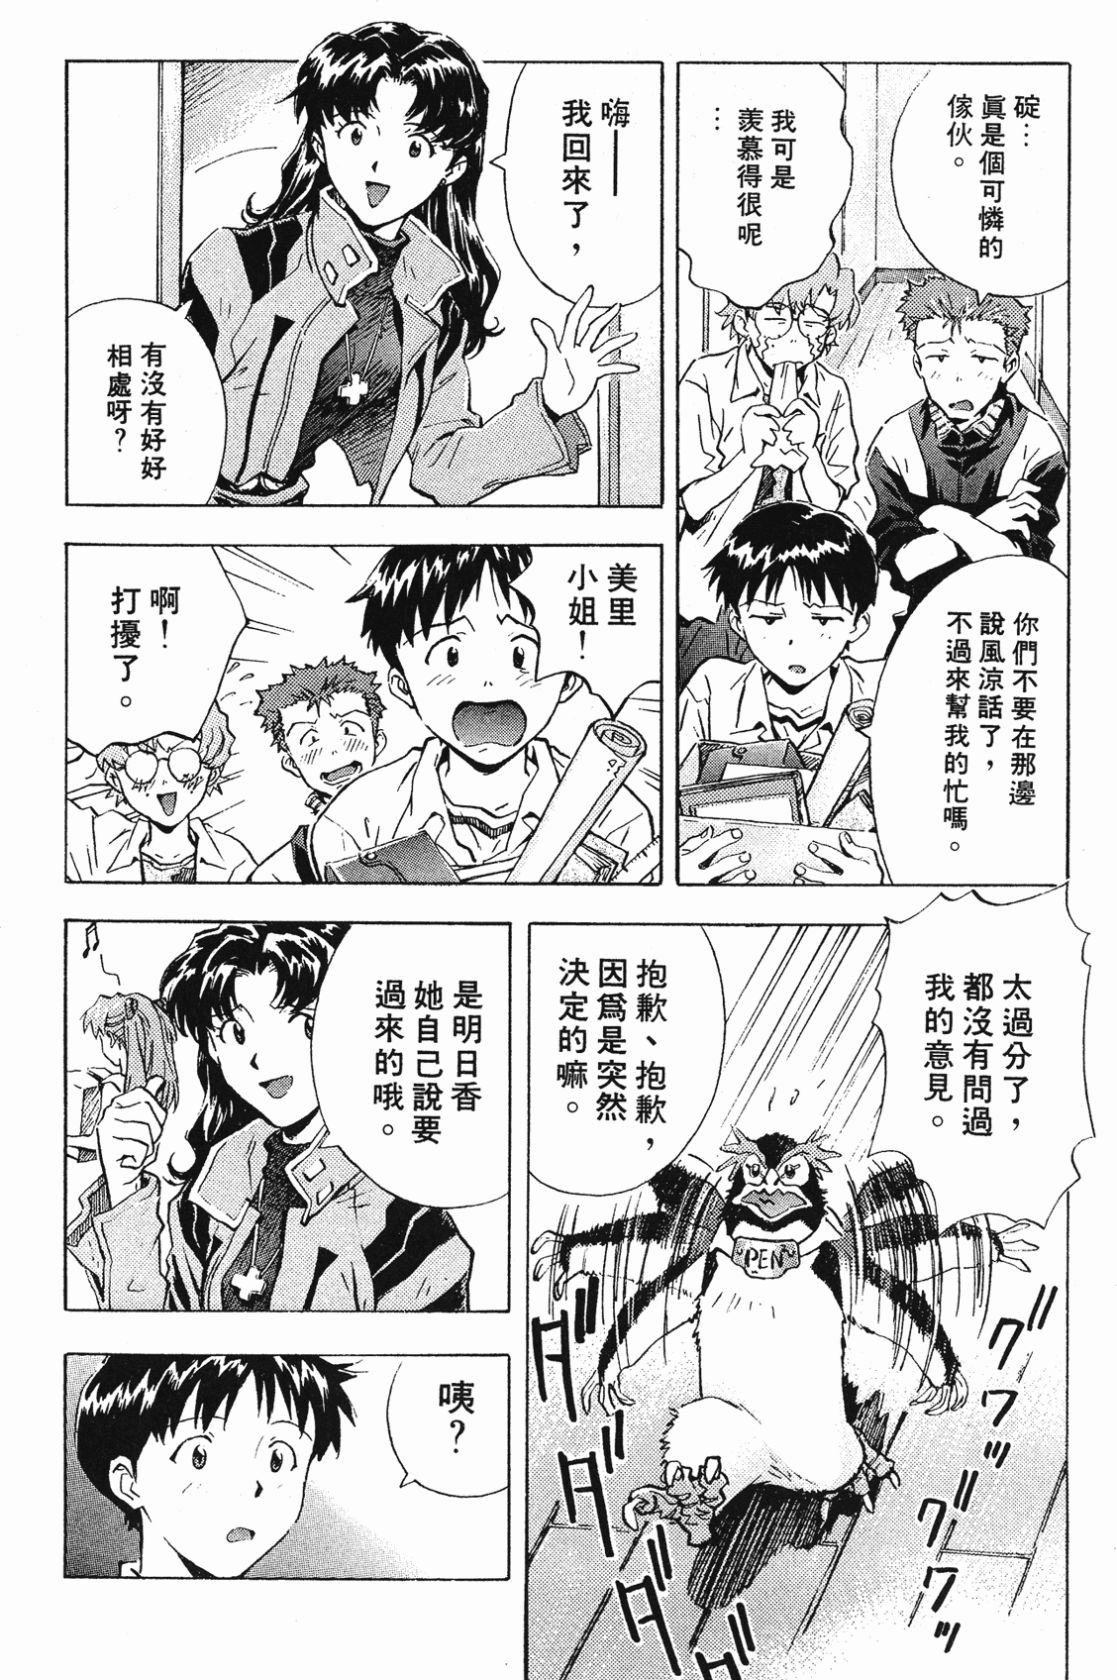 碇…
真是個可憐的
傢伙。
我可是
羨慕得很呢
…
你們不要在那邊
說風涼話了，
不過來幫我的忙嗎。
嗨——
我回來了，
有沒有好好
相處呀？
美里
小姐！
啊！
打擾了。
太過分了，
都沒有問過
我的意見。
抱歉、抱歉，
因為是突然
決定的嘛。
PEN²
ググッググッ
ダダダダ
是明日香
她自己說要
過來的哦。
咦？